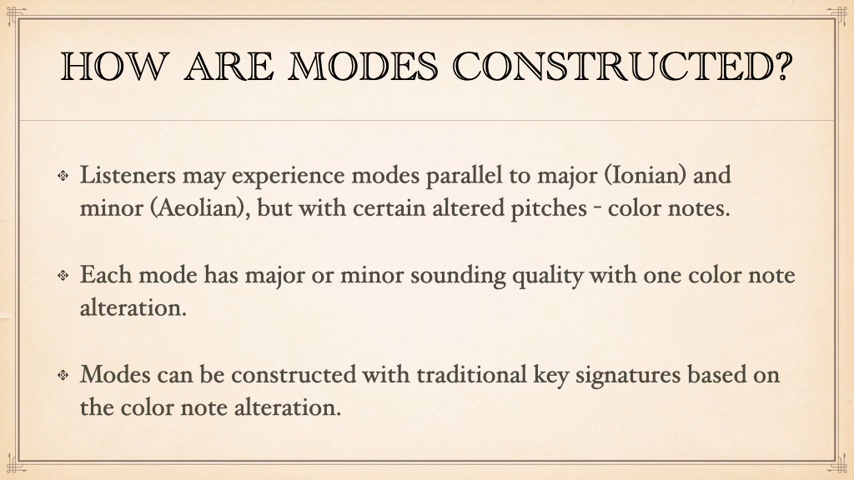 HOW ARE MODES CONSTRUCTED?
Listeners may experience modes parallel to major (Ionian) and
minor (Aeolian), but with certain altered pitches - color notes.
Each mode has major or minor sounding quality with one color note
alteration.
Modes can be constructed with traditional key signatures based on
the color note alteration.